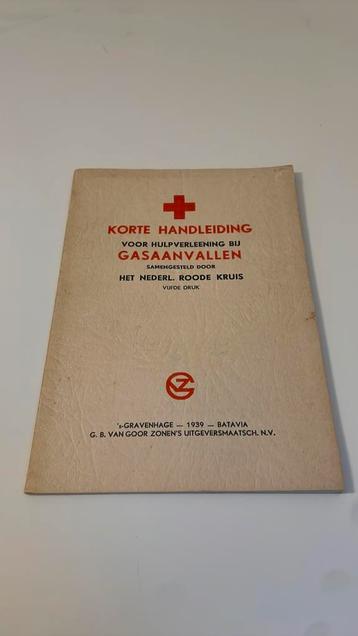 KORTE HANDLEIDING
VOOR HULPVERLEENING BIJ
GASAANVALLEN
SAMENGESTELD DOOR
HET NEDERL. ROODE KRUIS
VIJFDE DRUK
GZ
's-GRAVENHAGE — 1939 — BATAVIA
G. B. VAN GOOR ZONEN'S UITGEVERSMAATSCH. N.V.